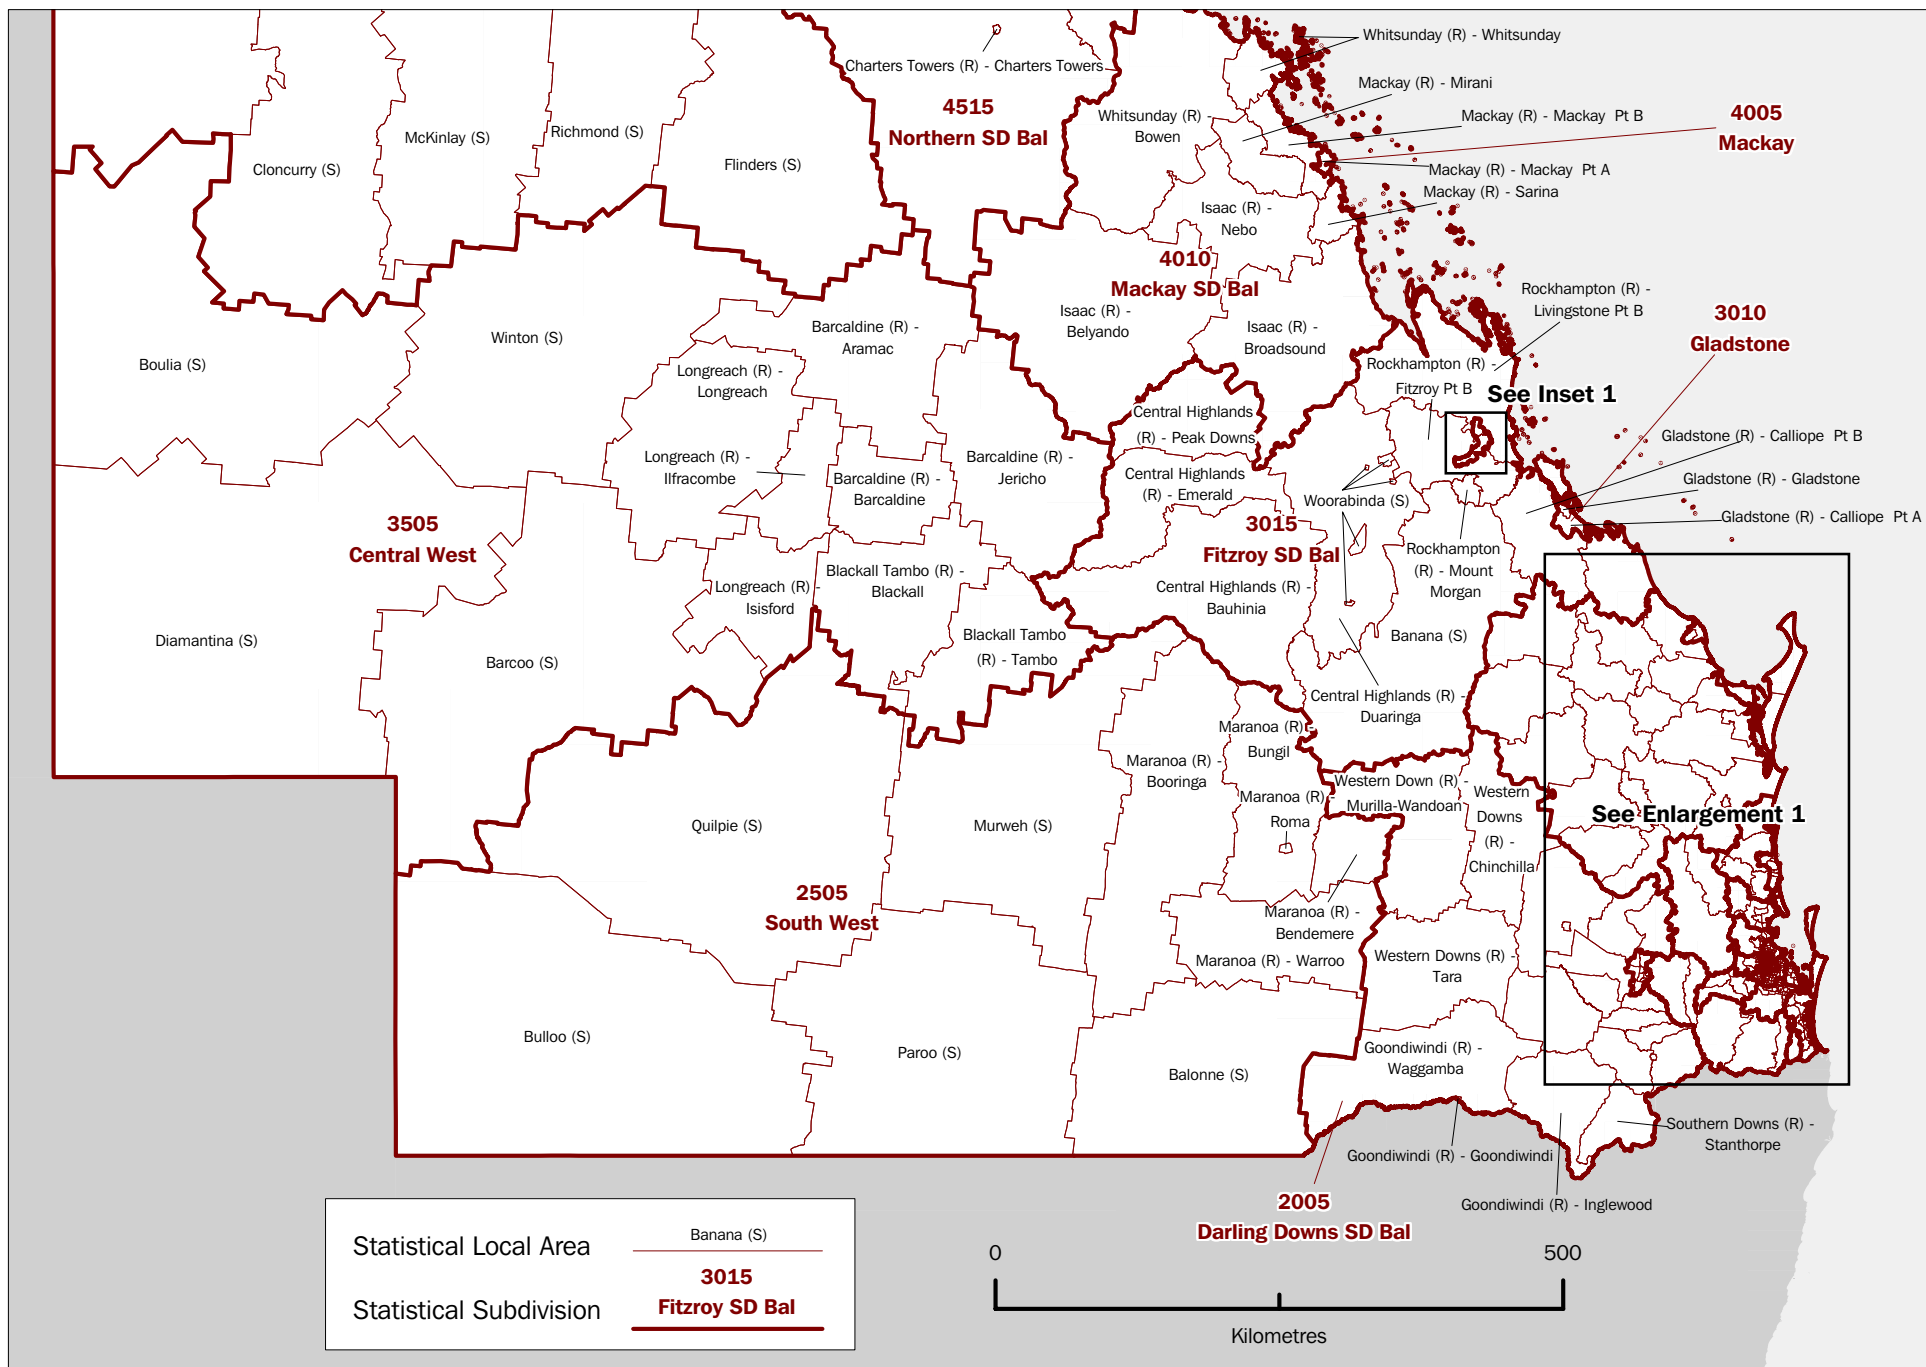 Whitsunday (R) - Whitsunday
Charters Towers (R) - Charters Towers
Mackay (R) - Mirani
4515
Northern SD Bal
Whitsunday (R) -
Bowen
Mackay (R) - Mackay  Pt B
4005
Mackay
Cloncurry (S)
McKinlay (S)
Richmond (S)
Flinders (S)
Mackay (R) - Mackay  Pt A
Mackay (R) - Sarina
Isaac (R) -
Nebo
4010
Mackay SD Bal
Rockhampton (R) -
Livingstone Pt B
3010
Gladstone
Boulia (S)
Winton (S)
Barcaldine (R) -
Aramac
Isaac (R) -
Belyando
Isaac (R) -
Broadsound
Longreach (R) -
Longreach
Rockhampton (R) -
Fitzroy Pt B
See Inset 1
Central Highlands
(R) - Peak Downs
Gladstone (R) - Calliope  Pt B
Longreach (R) -
Ilfracombe
Barcaldine (R) -
Barcaldine
Barcaldine (R) -
Jericho
Central Highlands
(R) - Emerald
Woorabinda (S)
Gladstone (R) - Gladstone
Gladstone (R) - Calliope  Pt A
3505
Central West
3015
Fitzroy SD Bal
Rockhampton
(R) - Mount
Morgan
Longreach (R) -
Isisford
Blackall Tambo (R) -
Blackall
Central Highlands (R) -
Bauhinia
Diamantina (S)
Barcoo (S)
Blackall Tambo
(R) - Tambo
Banana (S)
Central Highlands (R) -
Duaringa
Maranoa (R) -
Bungil
Maranoa (R) -
Booringa
Western Down (R) -
Murilla-Wandoan
Western
Downs
(R) -
Chinchilla
Maranoa (R) -
Roma
See Enlargement 1
Quilpie (S)
Murweh (S)
2505
South West
Maranoa (R) -
Bendemere
Maranoa (R) - Warroo
Western Downs (R) -
Tara
Bulloo (S)
Paroo (S)
Balonne (S)
Goondiwindi (R) -
Waggamba
Southern Downs (R) -
Stanthorpe
Goondiwindi (R) - Goondiwindi
Goondiwindi (R) - Inglewood
2005
Darling Downs SD Bal
Statistical Local Area
Banana (S)
Statistical Subdivision
3015
Fitzroy SD Bal
0
500
Kilometres